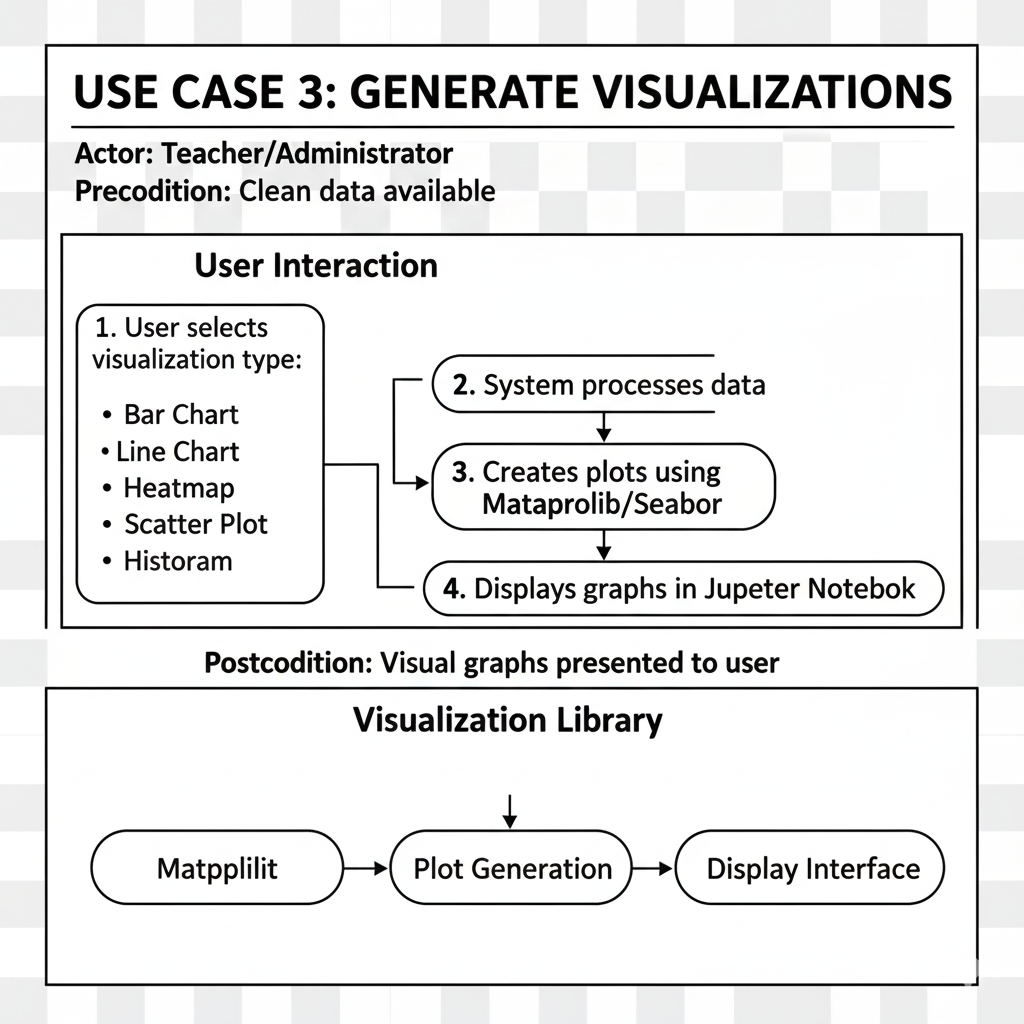 USE CASE 3: GENERATE VISUALIZATIONS
Actor: Teacher/Administrator
Precodition: Clean data available
User Interaction
1. User selects
visualization type:
• Bar Chart
• Line Chart
• Heatmap
• Scatter Plot
• Historam
2. System processes data
3. Creates plots using
Mataprolib/Seabor
4. Displays graphs in Jupeter Notebok
Postcodition: Visual graphs presented to user
Visualization Library
Matpplilit
Plot Generation
Display Interface